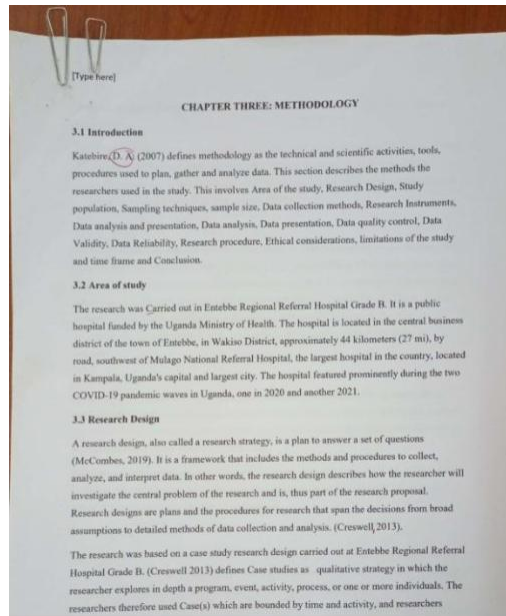 [Type here]
CHAPTER THREE: METHODOLOGY
3.1 Introduction
Katebire, D. A. (2007) defines methodology as the technical and scientific activities, tools,
procedures used to plan, gather and analyze data. This section describes the methods the
researchers used in the study. This involves Area of the study, Research Design, Study
population, Sampling techniques, sample size, Data collection methods, Research Instruments,
Data analysis and presentation, Data analysis, Data presentation, Data quality control, Data
Validity, Data Reliability, Research procedure, Ethical considerations, limitations of the study
and time frame and Conclusion.
3.2 Area of study
The research was Carried out in Entebbe Regional Referral Hospital Grade B. It is a public
hospital funded by the Uganda Ministry of Health. The hospital is located in the central business
district of the town of Entebbe, in Wakiso District, approximately 44 kilometers (27 mi), by
road, southwest of Mulago National Referral Hospital, the largest hospital in the country, located
in Kampala, Uganda's capital and largest city. The hospital featured prominently during the two
COVID-19 pandemic waves in Uganda, one in 2020 and another 2021.
3.3 Research Design
A research design, also called a research strategy, is a plan to answer a set of questions
(McCombes, 2019). It is a framework that includes the methods and procedures to collect,
analyze, and interpret data. In other words, the research design describes how the researcher will
investigate the central problem of the research and is, thus part of the research proposal.
Research designs are plans and the procedures for research that span the decisions from broad
assumptions to detailed methods of data collection and analysis. (Creswell, 2013).
The research was based on a case study research design carried out at Entebbe Regional Referral
Hospital Grade B. (Creswell 2013) defines Case studies as qualitative strategy in which the
researcher explores in depth a program, event, activity, process, or one or more individuals. The
researchers therefore used Case(s) which are bounded by time and activity, and researchers